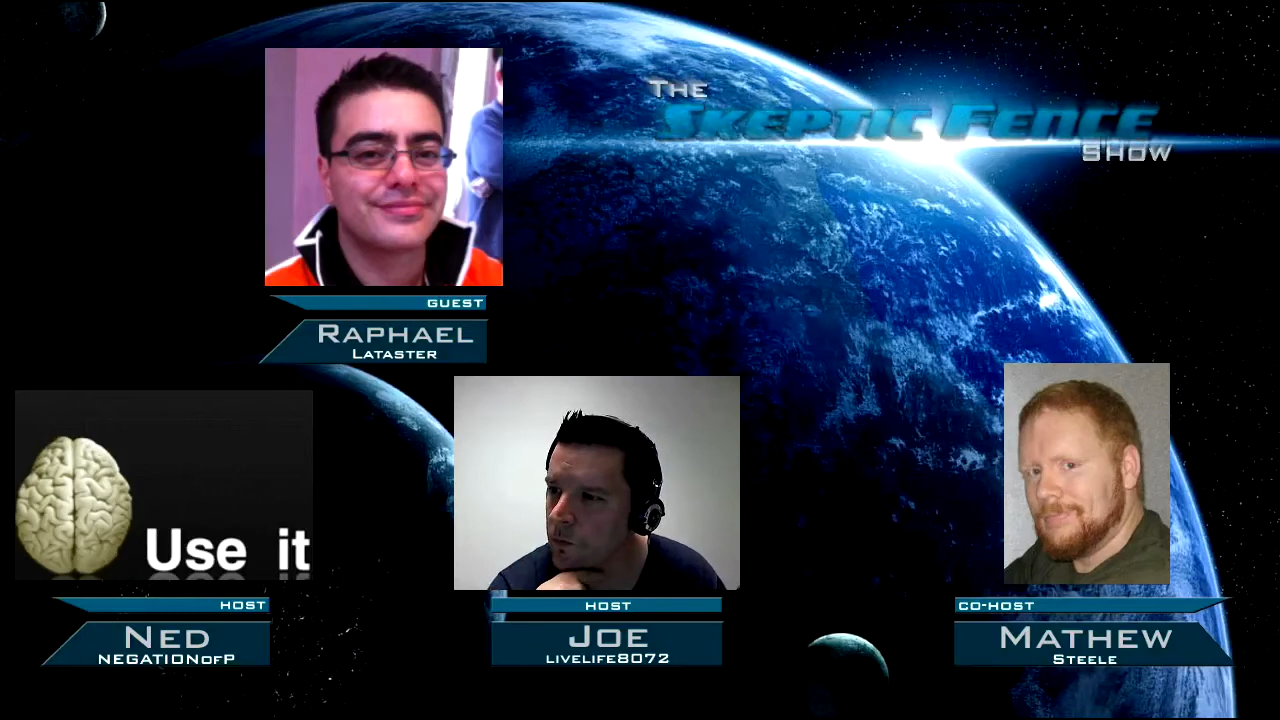 The
Skeptic Fence
Show
GUEST
Raphael
Lataster
Use it
HOST
Ned
NEGATIONofP
HOST
Joe
livelife8072
CO-HOST
Mathew
Steele